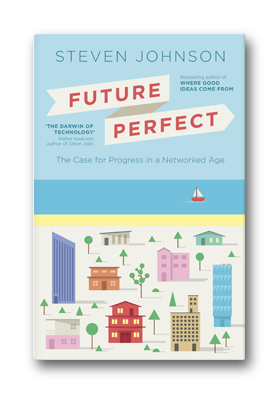 STEVEN JOHNSON
Bestselling author of
WHERE GOOD
IDEAS COME FROM
FUTURE
PERFECT
'THE DARWIN OF
TECHNOLOGY'
Walter Isaacson
author of Steve Jobs
The Case for Progress in a Networked Age